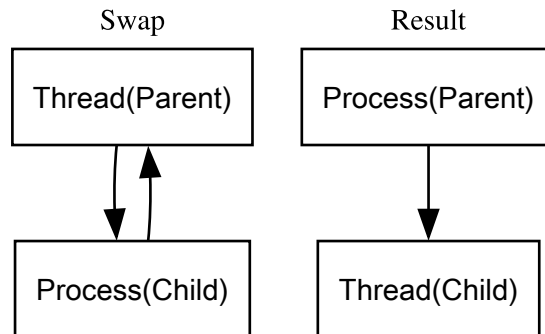 Swap
Thread(Parent)
Process(Child)
Result
Process(Parent)
Thread(Child)